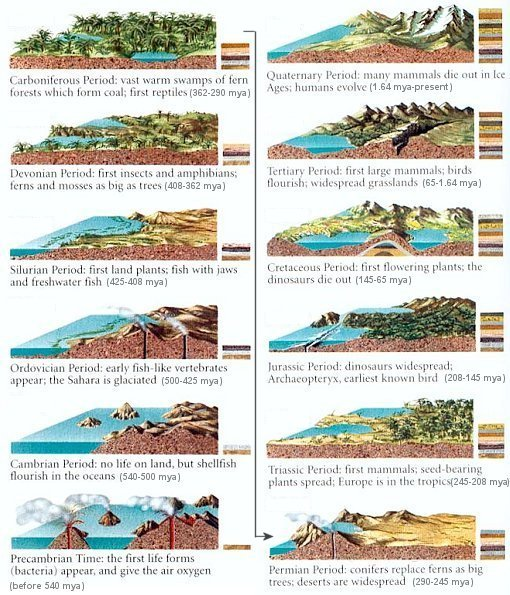 Carboniferous Period: vast warm swamps of fern
forests which form coal; first reptiles (362-290 mya)
Devonian Period: first insects and amphibians;
ferns and mosses as big as trees (408-362 mya)
Silurian Period: first land plants; fish with jaws
and freshwater fish (425-408 mya)
Ordovician Period: early fish-like vertebrates
appear; the Sahara is glaciated (500-425 mya)
Cambrian Period: no life on land, but shellfish
flourish in the oceans (540-500 mya)
Precambrian Time: the first life forms
(bacteria) appear, and give the air oxygen
(before 540 mya)
Quaternary Period: many mammals die out in Ice
Ages; humans evolve (1.64 mya-present)
Tertiary Period: first large mammals; birds
flourish; widespread grasslands (65-1.64 mya)
Cretaceous Period: first flowering plants; the
dinosaurs die out (145-65 mya)
Jurassic Period: dinosaurs widespread;
Archaeopteryx, earliest known bird (208-145 mya)
Triassic Period: first mammals; seed-bearing
plants spread; Europe is in the tropics(245-208 mya)
Permian Period: conifers replace ferns as big
trees; deserts are widespread (290-245 mya)